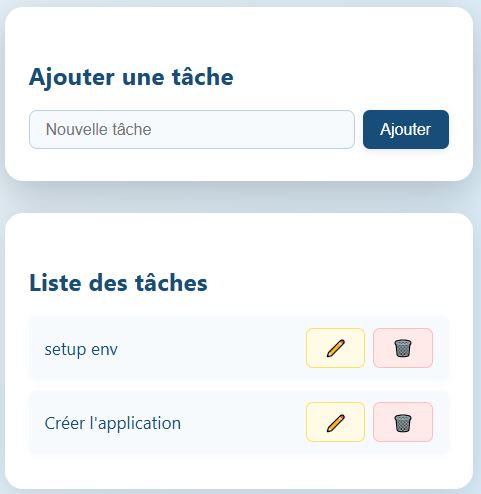 Ajouter une tâche
Nouvelle tâche
Ajouter
Liste des tâches
setup env
Créer l'application